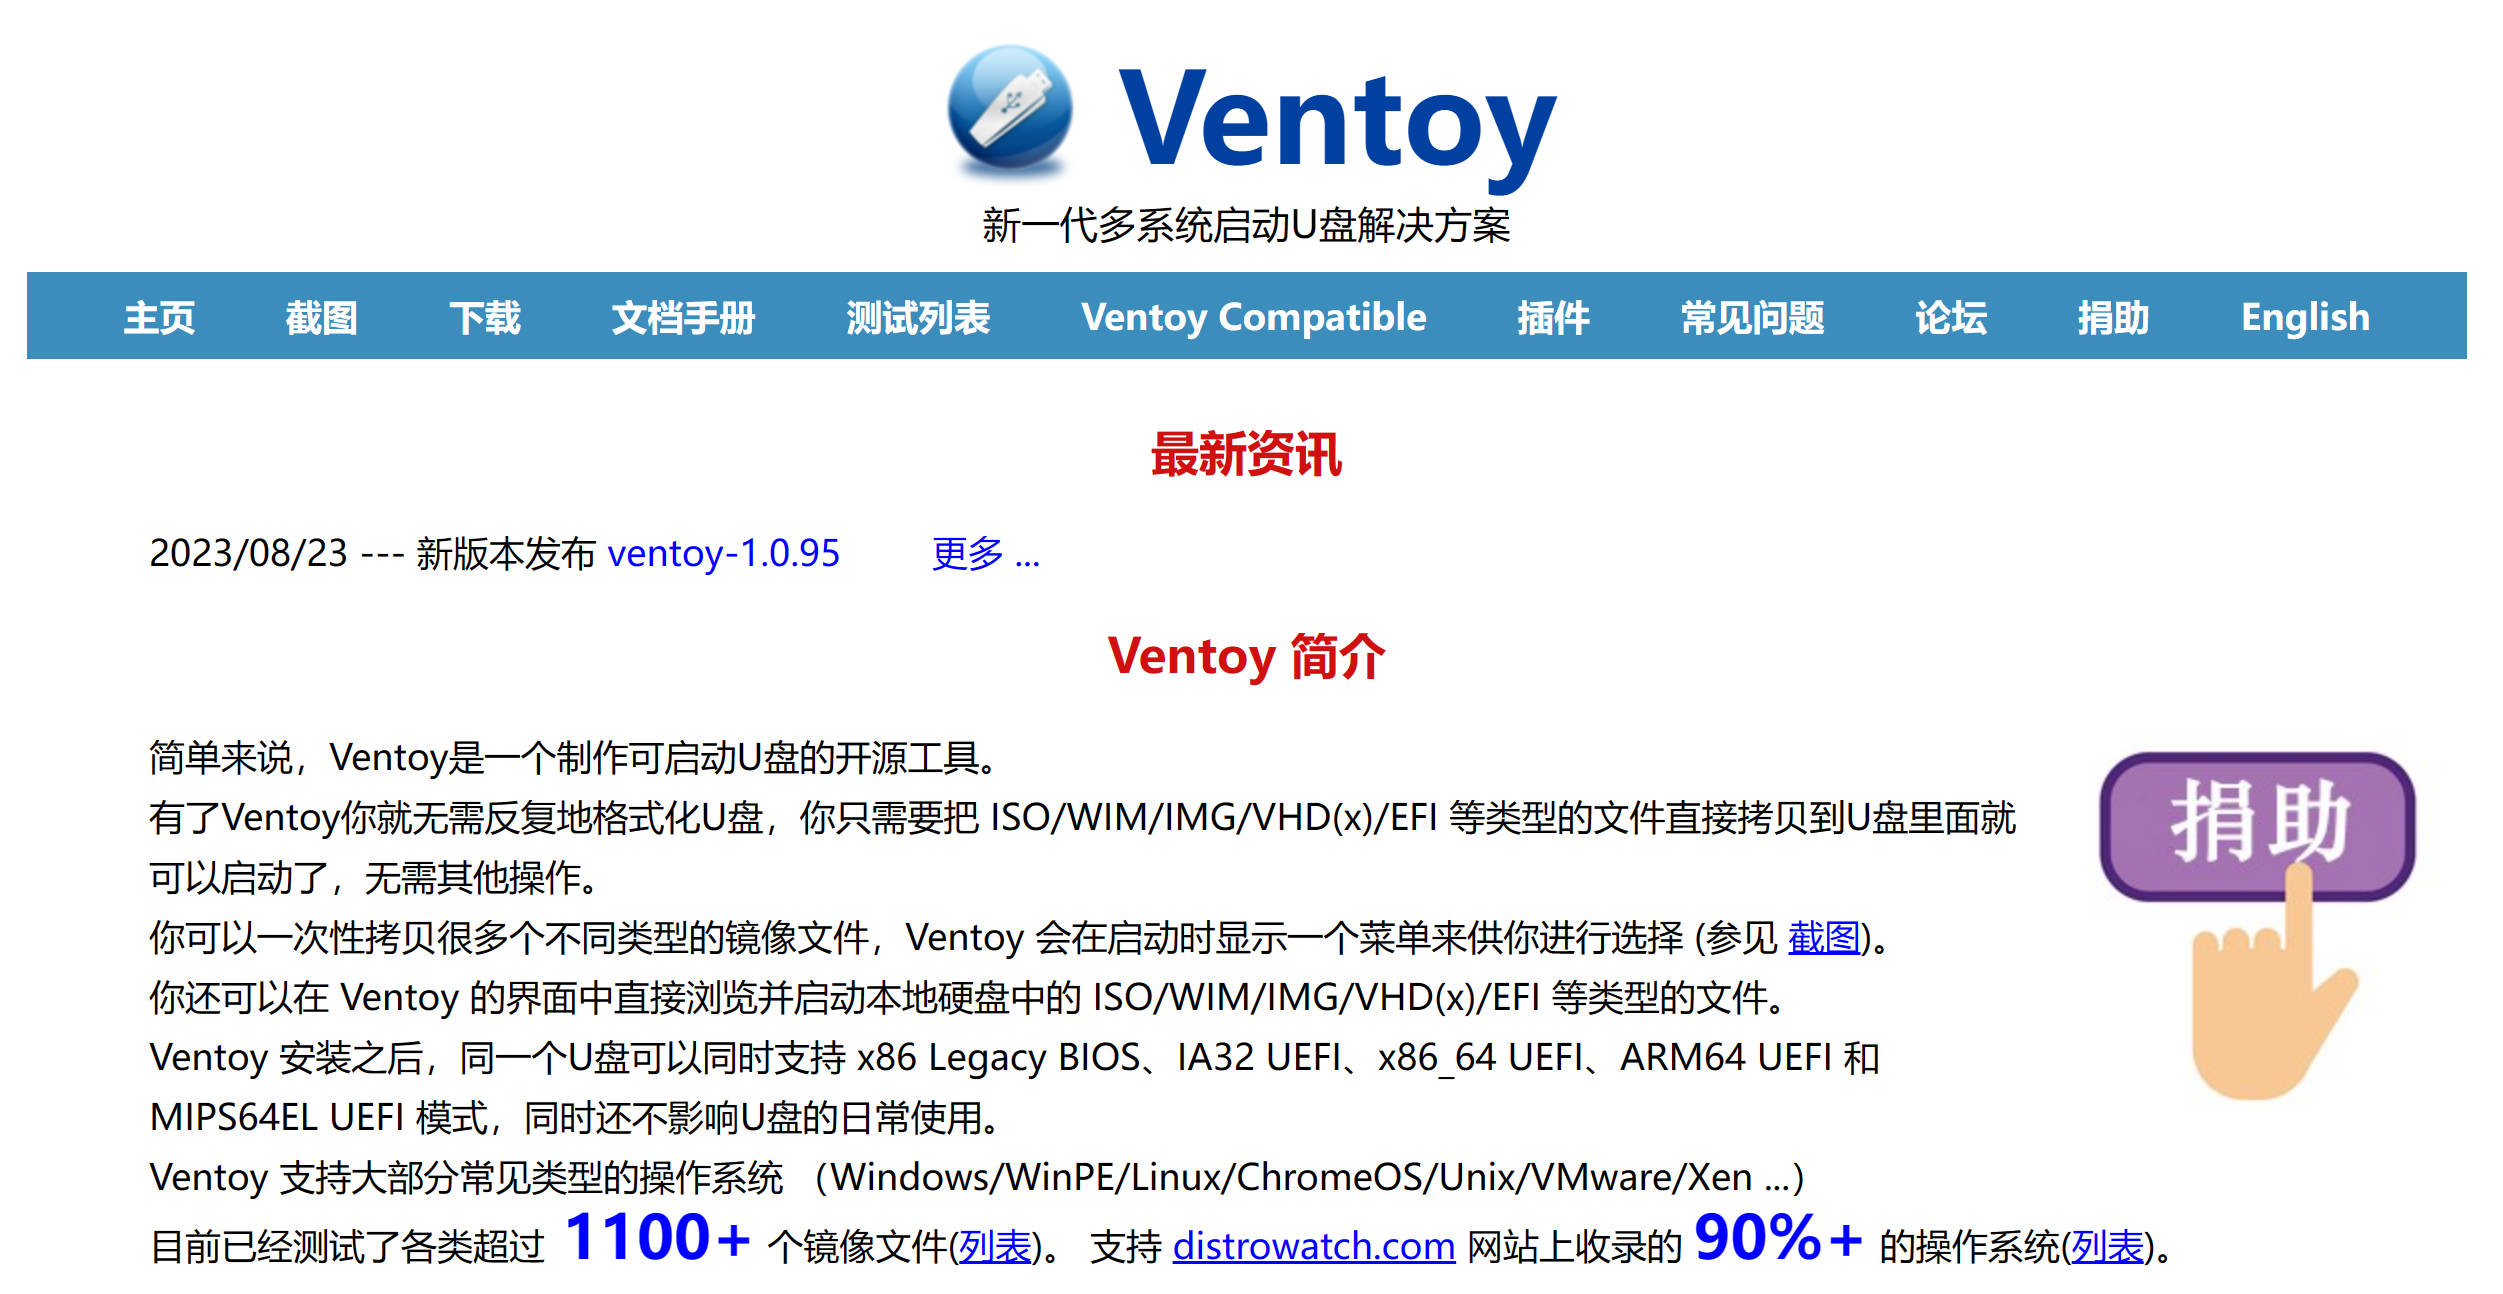 Ventoy
新一代多系统启动U盘解决方案
主页 截图 下载 文档手册 测试列表 Ventoy Compatible 插件 常见问题 论坛 捐助 English
最新资讯
2023/08/23 --- 新版本发布 ventoy-1.0.95 更多 ...
Ventoy 简介
简单来说，Ventoy是一个制作可启动U盘的开源工具。
有了Ventoy你就无需反复地格式化U盘，你只需要把 ISO/WIM/IMG/VHD(x)/EFI 等类型的文件直接拷贝到U盘里面就
可以启动了，无需其他操作。
你可以一次性拷贝很多个不同类型的镜像文件，Ventoy 会在启动时显示一个菜单来供你进行选择 (参见 截图)。
你还可以在 Ventoy 的界面中直接浏览并启动本地硬盘中的 ISO/WIM/IMG/VHD(x)/EFI 等类型的文件。
Ventoy 安装之后，同一个U盘可以同时支持 x86 Legacy BIOS、IA32 UEFI、x86_64 UEFI、ARM64 UEFI 和
MIPS64EL UEFI 模式，同时还不影响U盘的日常使用。
Ventoy 支持大部分常见类型的操作系统 （Windows/WinPE/Linux/ChromeOS/Unix/VMware/Xen ...）
目前已经测试了各类超过 1100+ 个镜像文件(列表)。 支持 distrowatch.com 网站上收录的 90%+ 的操作系统(列表)。
捐助